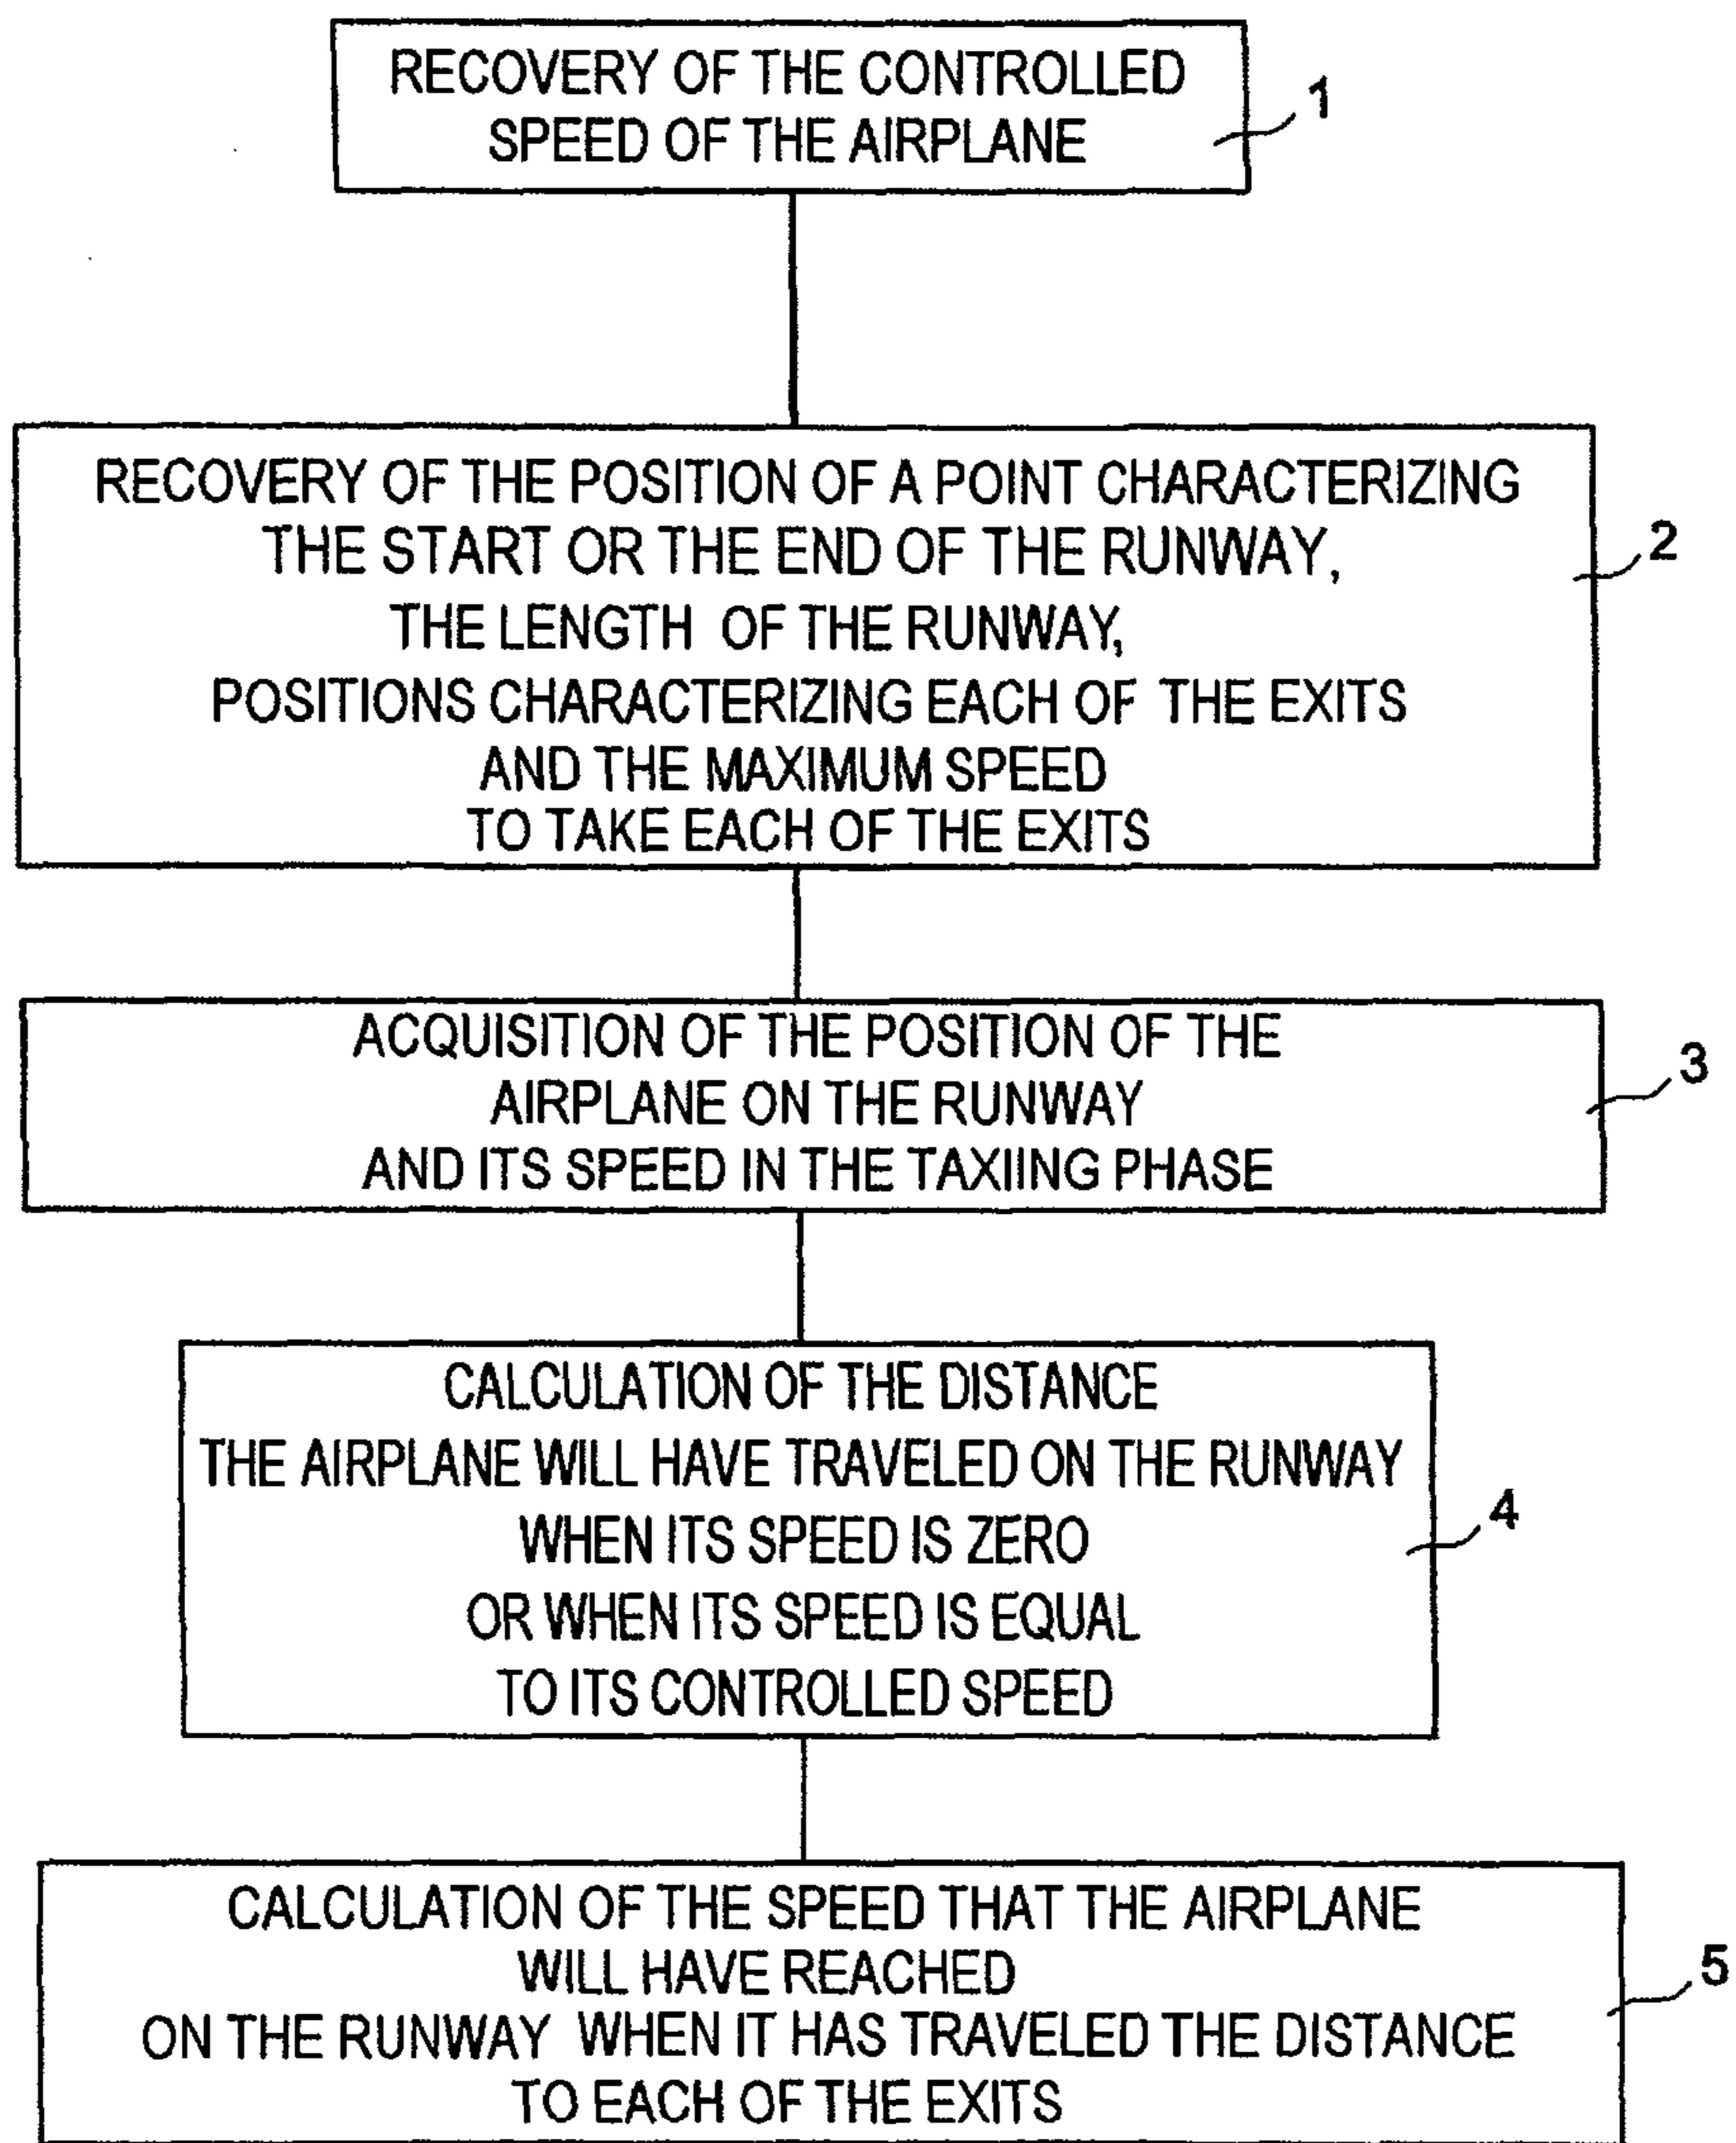 RECOVERY OF THE CONTROLLED
SPEED OF THE AIRPLANE
1
RECOVERY OF THE POSITION OF A POINT CHARACTERIZING
THE START OR THE END OF THE RUNWAY,
THE LENGTH OF THE RUNWAY,
POSITIONS CHARACTERIZING EACH OF THE EXITS
AND THE MAXIMUM SPEED
TO TAKE EACH OF THE EXITS
2
ACQUISITION OF THE POSITION OF THE
AIRPLANE ON THE RUNWAY
AND ITS SPEED IN THE TAXIING PHASE
3
CALCULATION OF THE DISTANCE
THE AIRPLANE WILL HAVE TRAVELED ON THE RUNWAY
WHEN ITS SPEED IS ZERO
OR WHEN ITS SPEED IS EQUAL
TO ITS CONTROLLED SPEED
4
CALCULATION OF THE SPEED THAT THE AIRPLANE
WILL HAVE REACHED
ON THE RUNWAY WHEN IT HAS TRAVELED THE DISTANCE
TO EACH OF THE EXITS
5